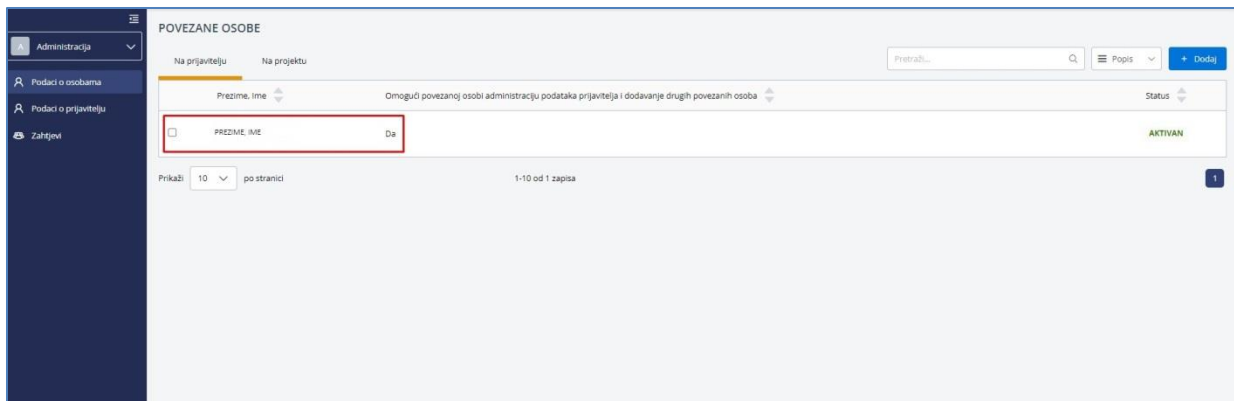 POVEZANE OSOBE
A Administracija
Podaci o osobama
Podaci o prijavitelju
Zahtjevi
Na prijavitelju Na projektu
Pretraži... Popis + Dodaj
Prezime, Ime Omogući povezanoj osobi administraciju podataka prijavitelja i dodavanje drugih povezanih osoba Status
PREZIME, IME Da AKTIVAN
Prikaži 10 po stranici 1-10 od 1 zapisa 1